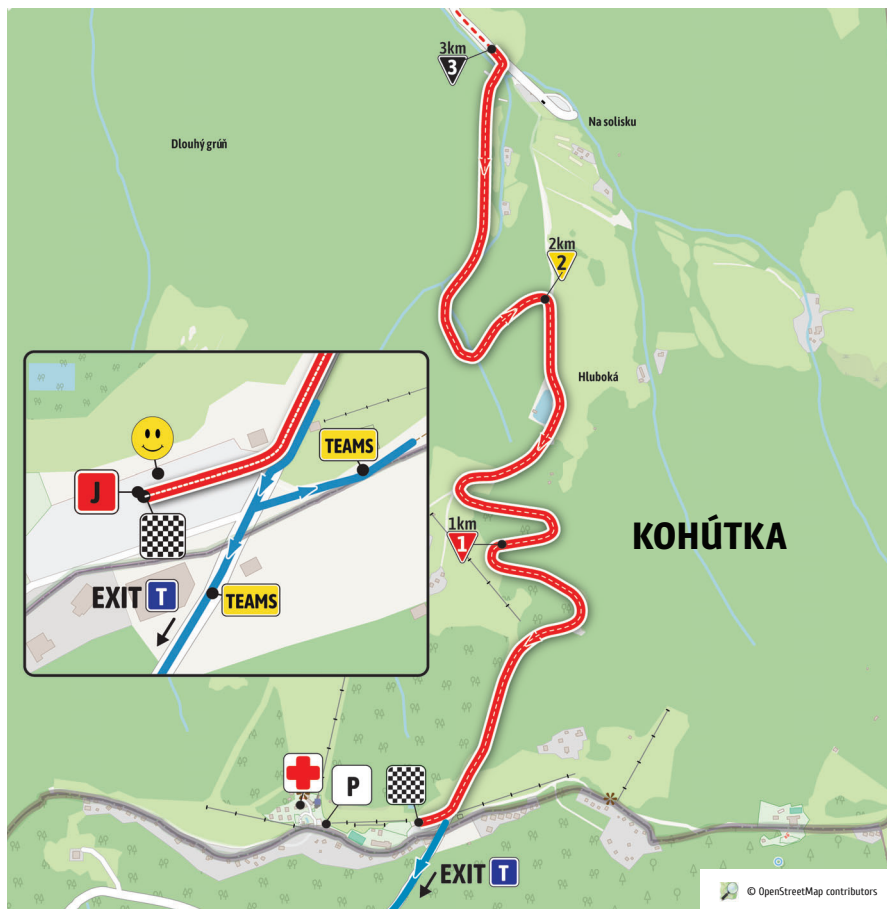 3km
3
Na solisku
Dlouhý grúň
2km
2
Hluboká
TEAMS
J
1km
1
KOHÚTKA
EXIT T
TEAMS
P
EXIT T
© OpenStreetMap contributors